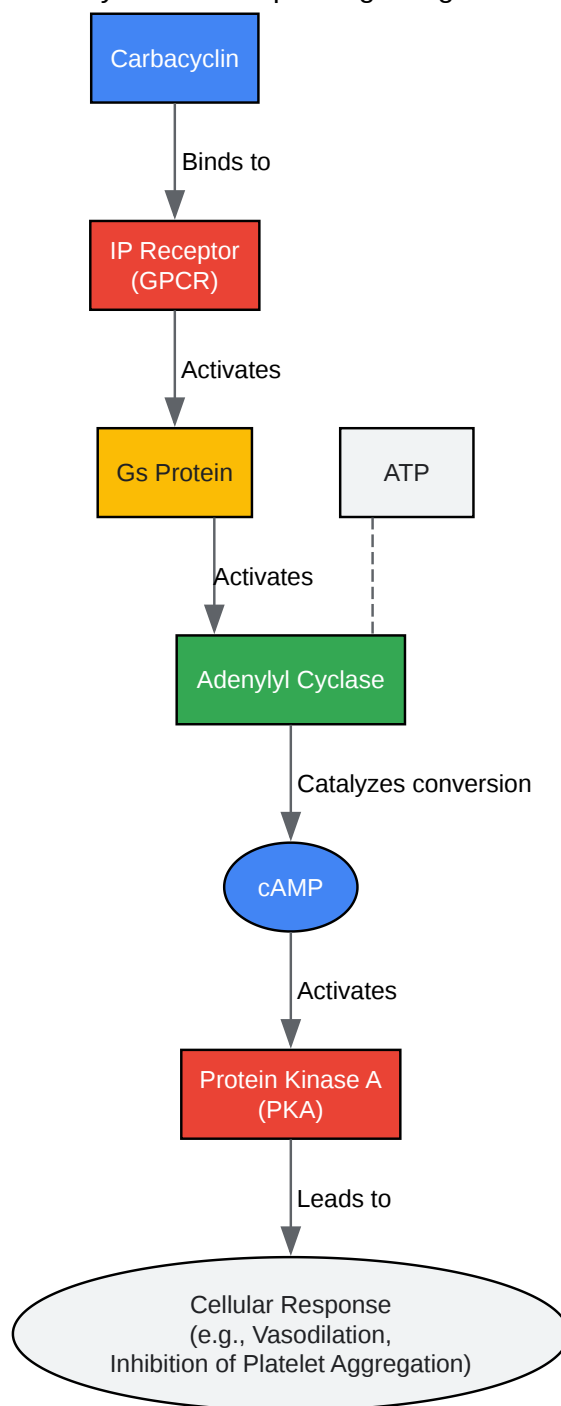 Carbacyclin
Binds to
IP Receptor
(GPCR)
Activates
Gs Protein
ATP
Activates
Adenylyl Cyclase
Catalyzes conversion
cAMP
Activates
Protein Kinase A
(PKA)
Leads to
Cellular Response
(e.g., Vasodilation,
Inhibition of Platelet Aggregation)